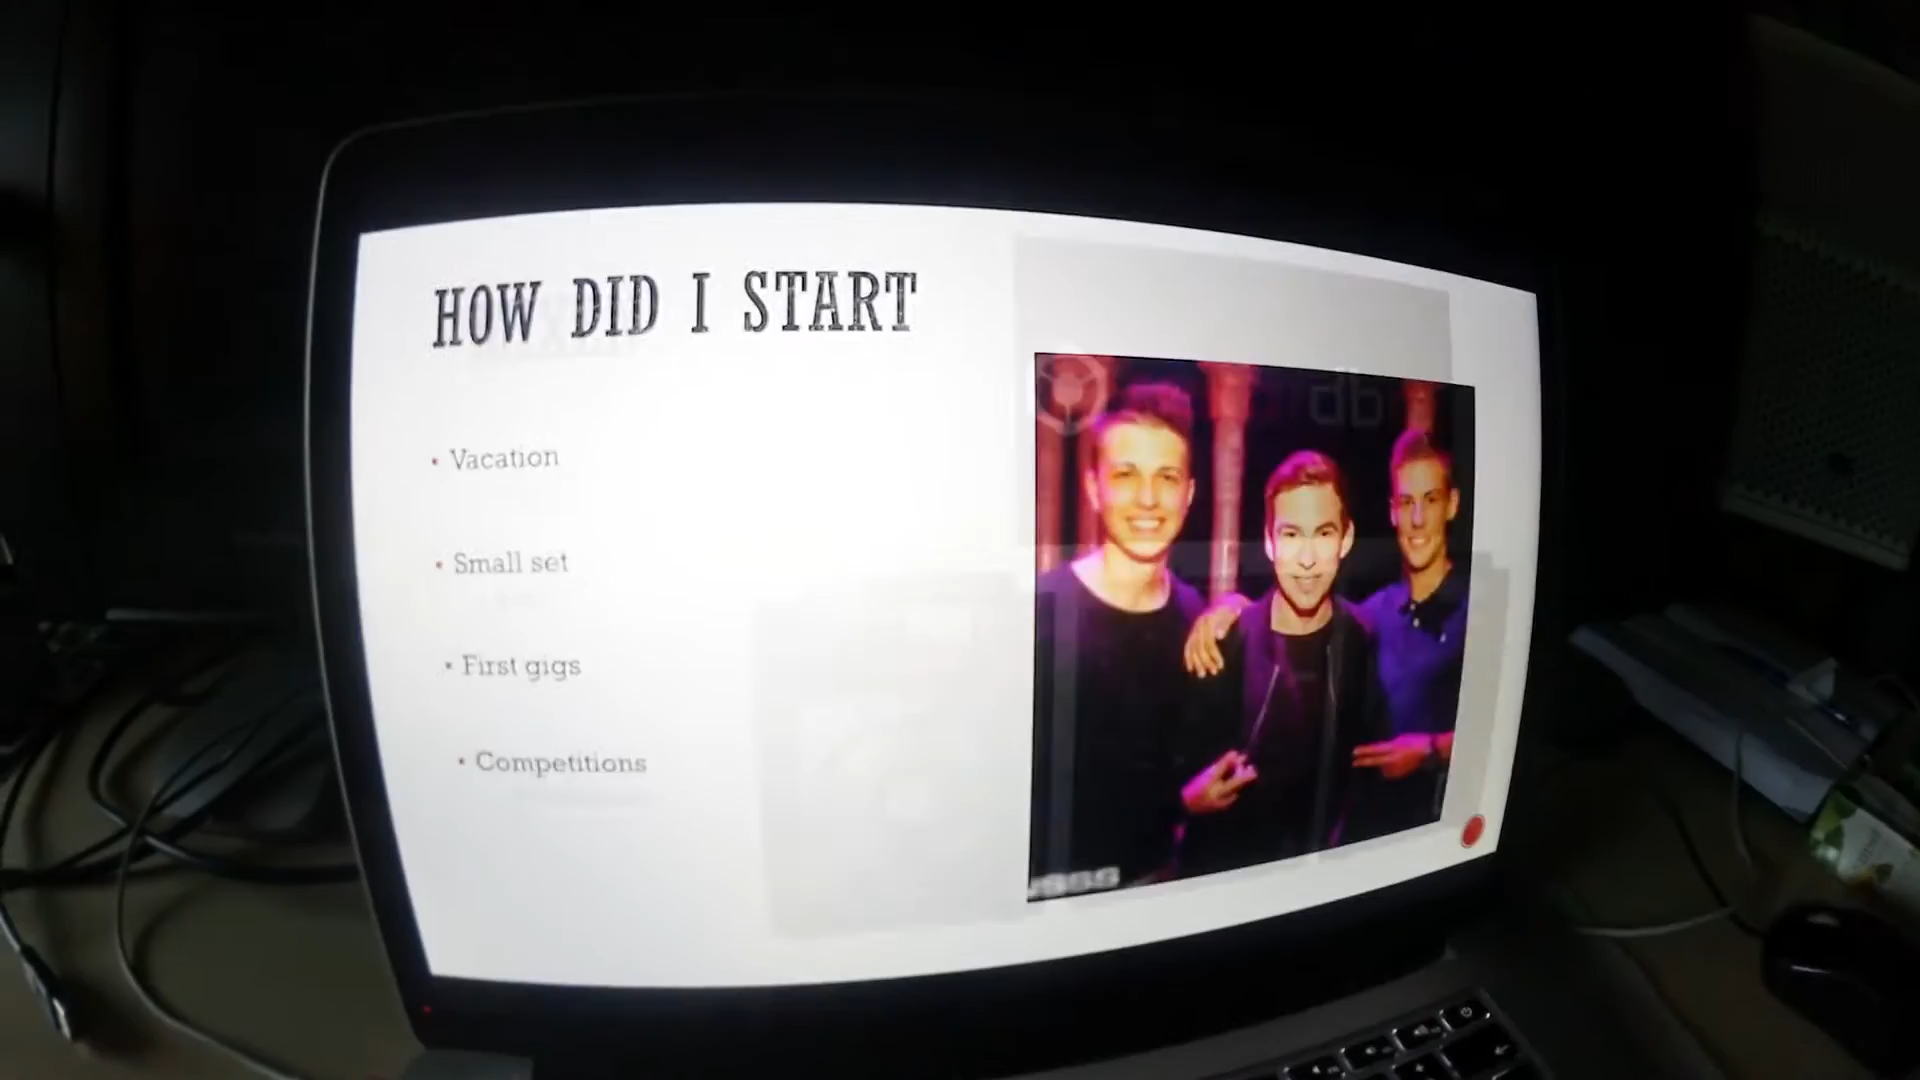 HOW DID I START
• Vacation
• Small set
• First gigs
• Competitions